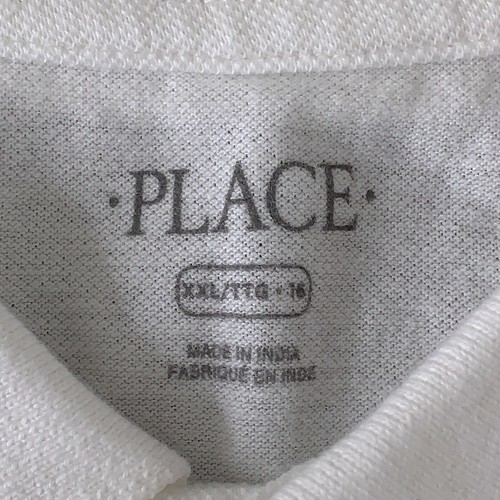 ·PLACE·
XXL/TTG • 16
MADE IN INDIA
FABRIQUÉ EN INDE